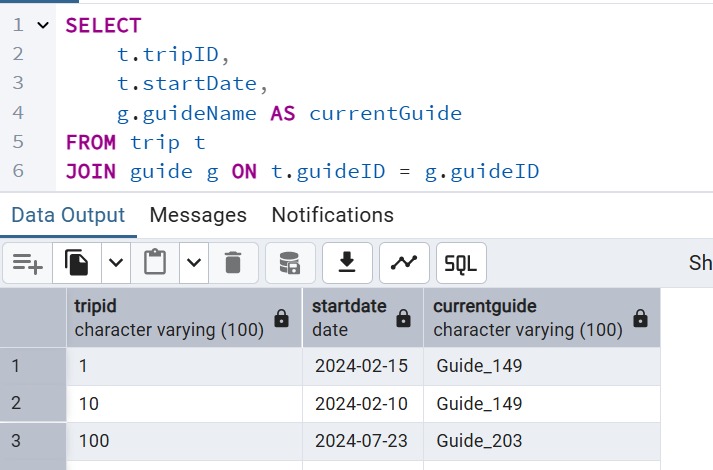 1 SELECT
2 t.tripID,
3 t.startDate,
4 g.guideName AS currentGuide
5 FROM trip t
6 JOIN guide g ON t.guideID = g.guideID
Data Output Messages Notifications
SQL Sh
tripid startdate currentguide
character varying (100) date character varying (100)
1 1 2024-02-15 Guide_149
2 10 2024-02-10 Guide_149
3 100 2024-07-23 Guide_203